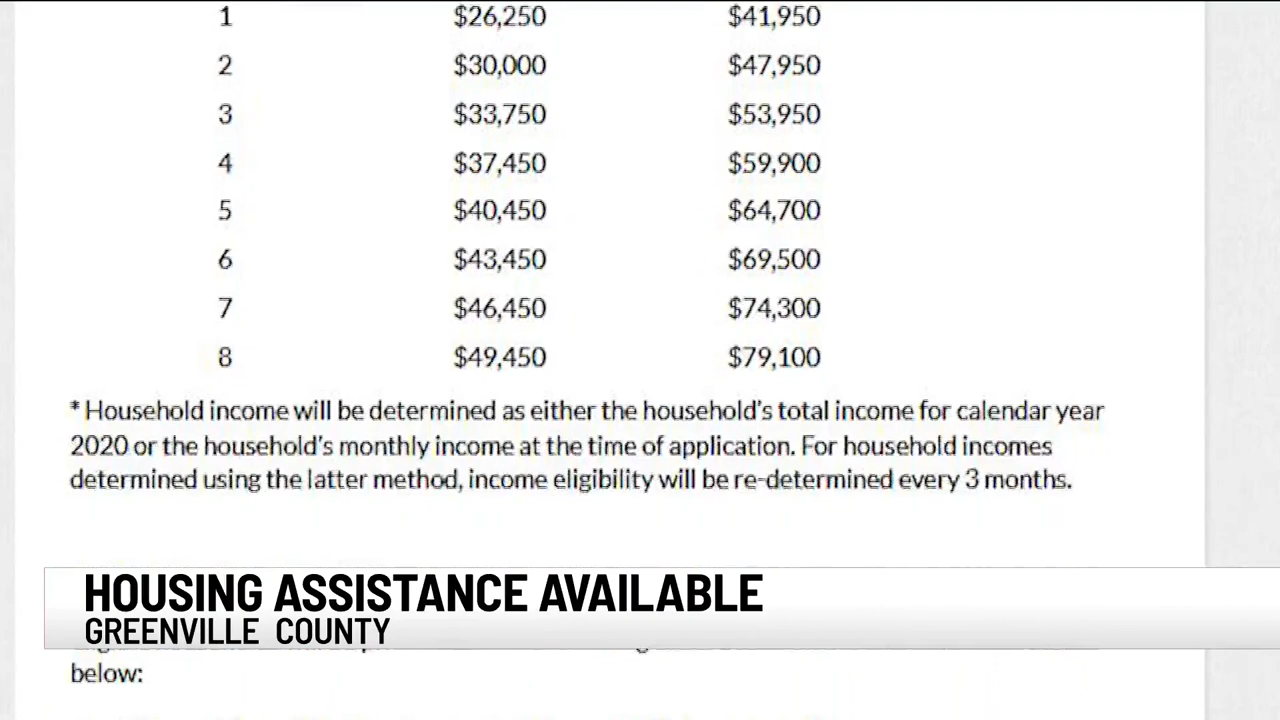 1 $26,250 $41,950
2 $30,000 $47,950
3 $33,750 $53,950
4 $37,450 $59,900
5 $40,450 $64,700
6 $43,450 $69,500
7 $46,450 $74,300
8 $49,450 $79,100
* Household income will be determined as either the household's total income for calendar year
2020 or the household's monthly income at the time of application. For household incomes
determined using the latter method, income eligibility will be re-determined every 3 months.
HOUSING ASSISTANCE AVAILABLE
GREENVILLE COUNTY
below: